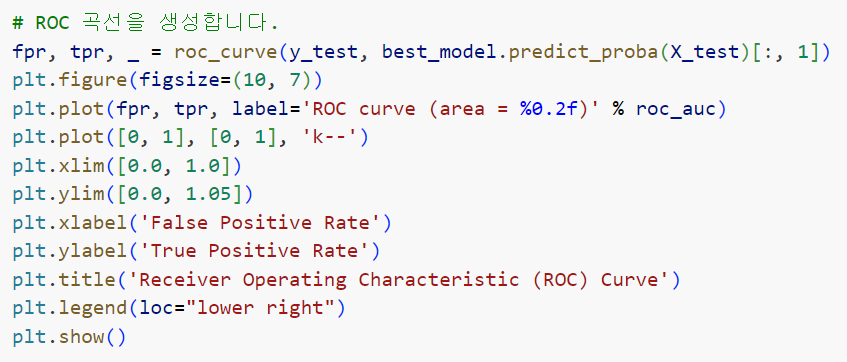 # ROC 곡선을 생성합니다.
fpr, tpr, _ = roc_curve(y_test, best_model.predict_proba(X_test)[:, 1])
plt.figure(figsize=(10, 7))
plt.plot(fpr, tpr, label='ROC curve (area = %0.2f)' % roc_auc)
plt.plot([0, 1], [0, 1], 'k--')
plt.xlim([0.0, 1.0])
plt.ylim([0.0, 1.05])
plt.xlabel('False Positive Rate')
plt.ylabel('True Positive Rate')
plt.title('Receiver Operating Characteristic (ROC) Curve')
plt.legend(loc="lower right")
plt.show()